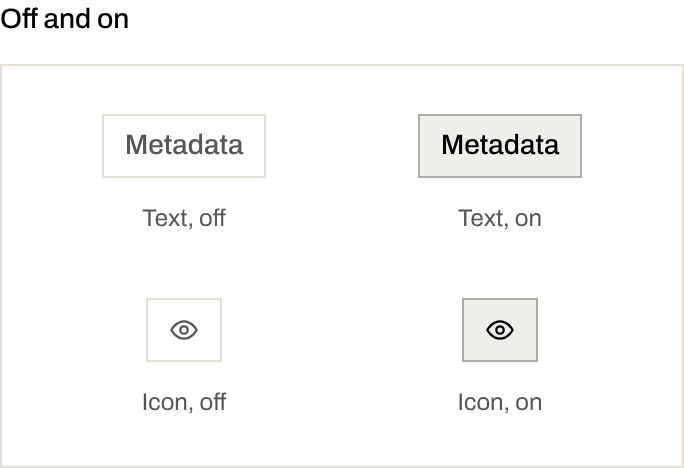 Off and on
Metadata
Metadata
Text, off
Text, on
Icon, off
Icon, on